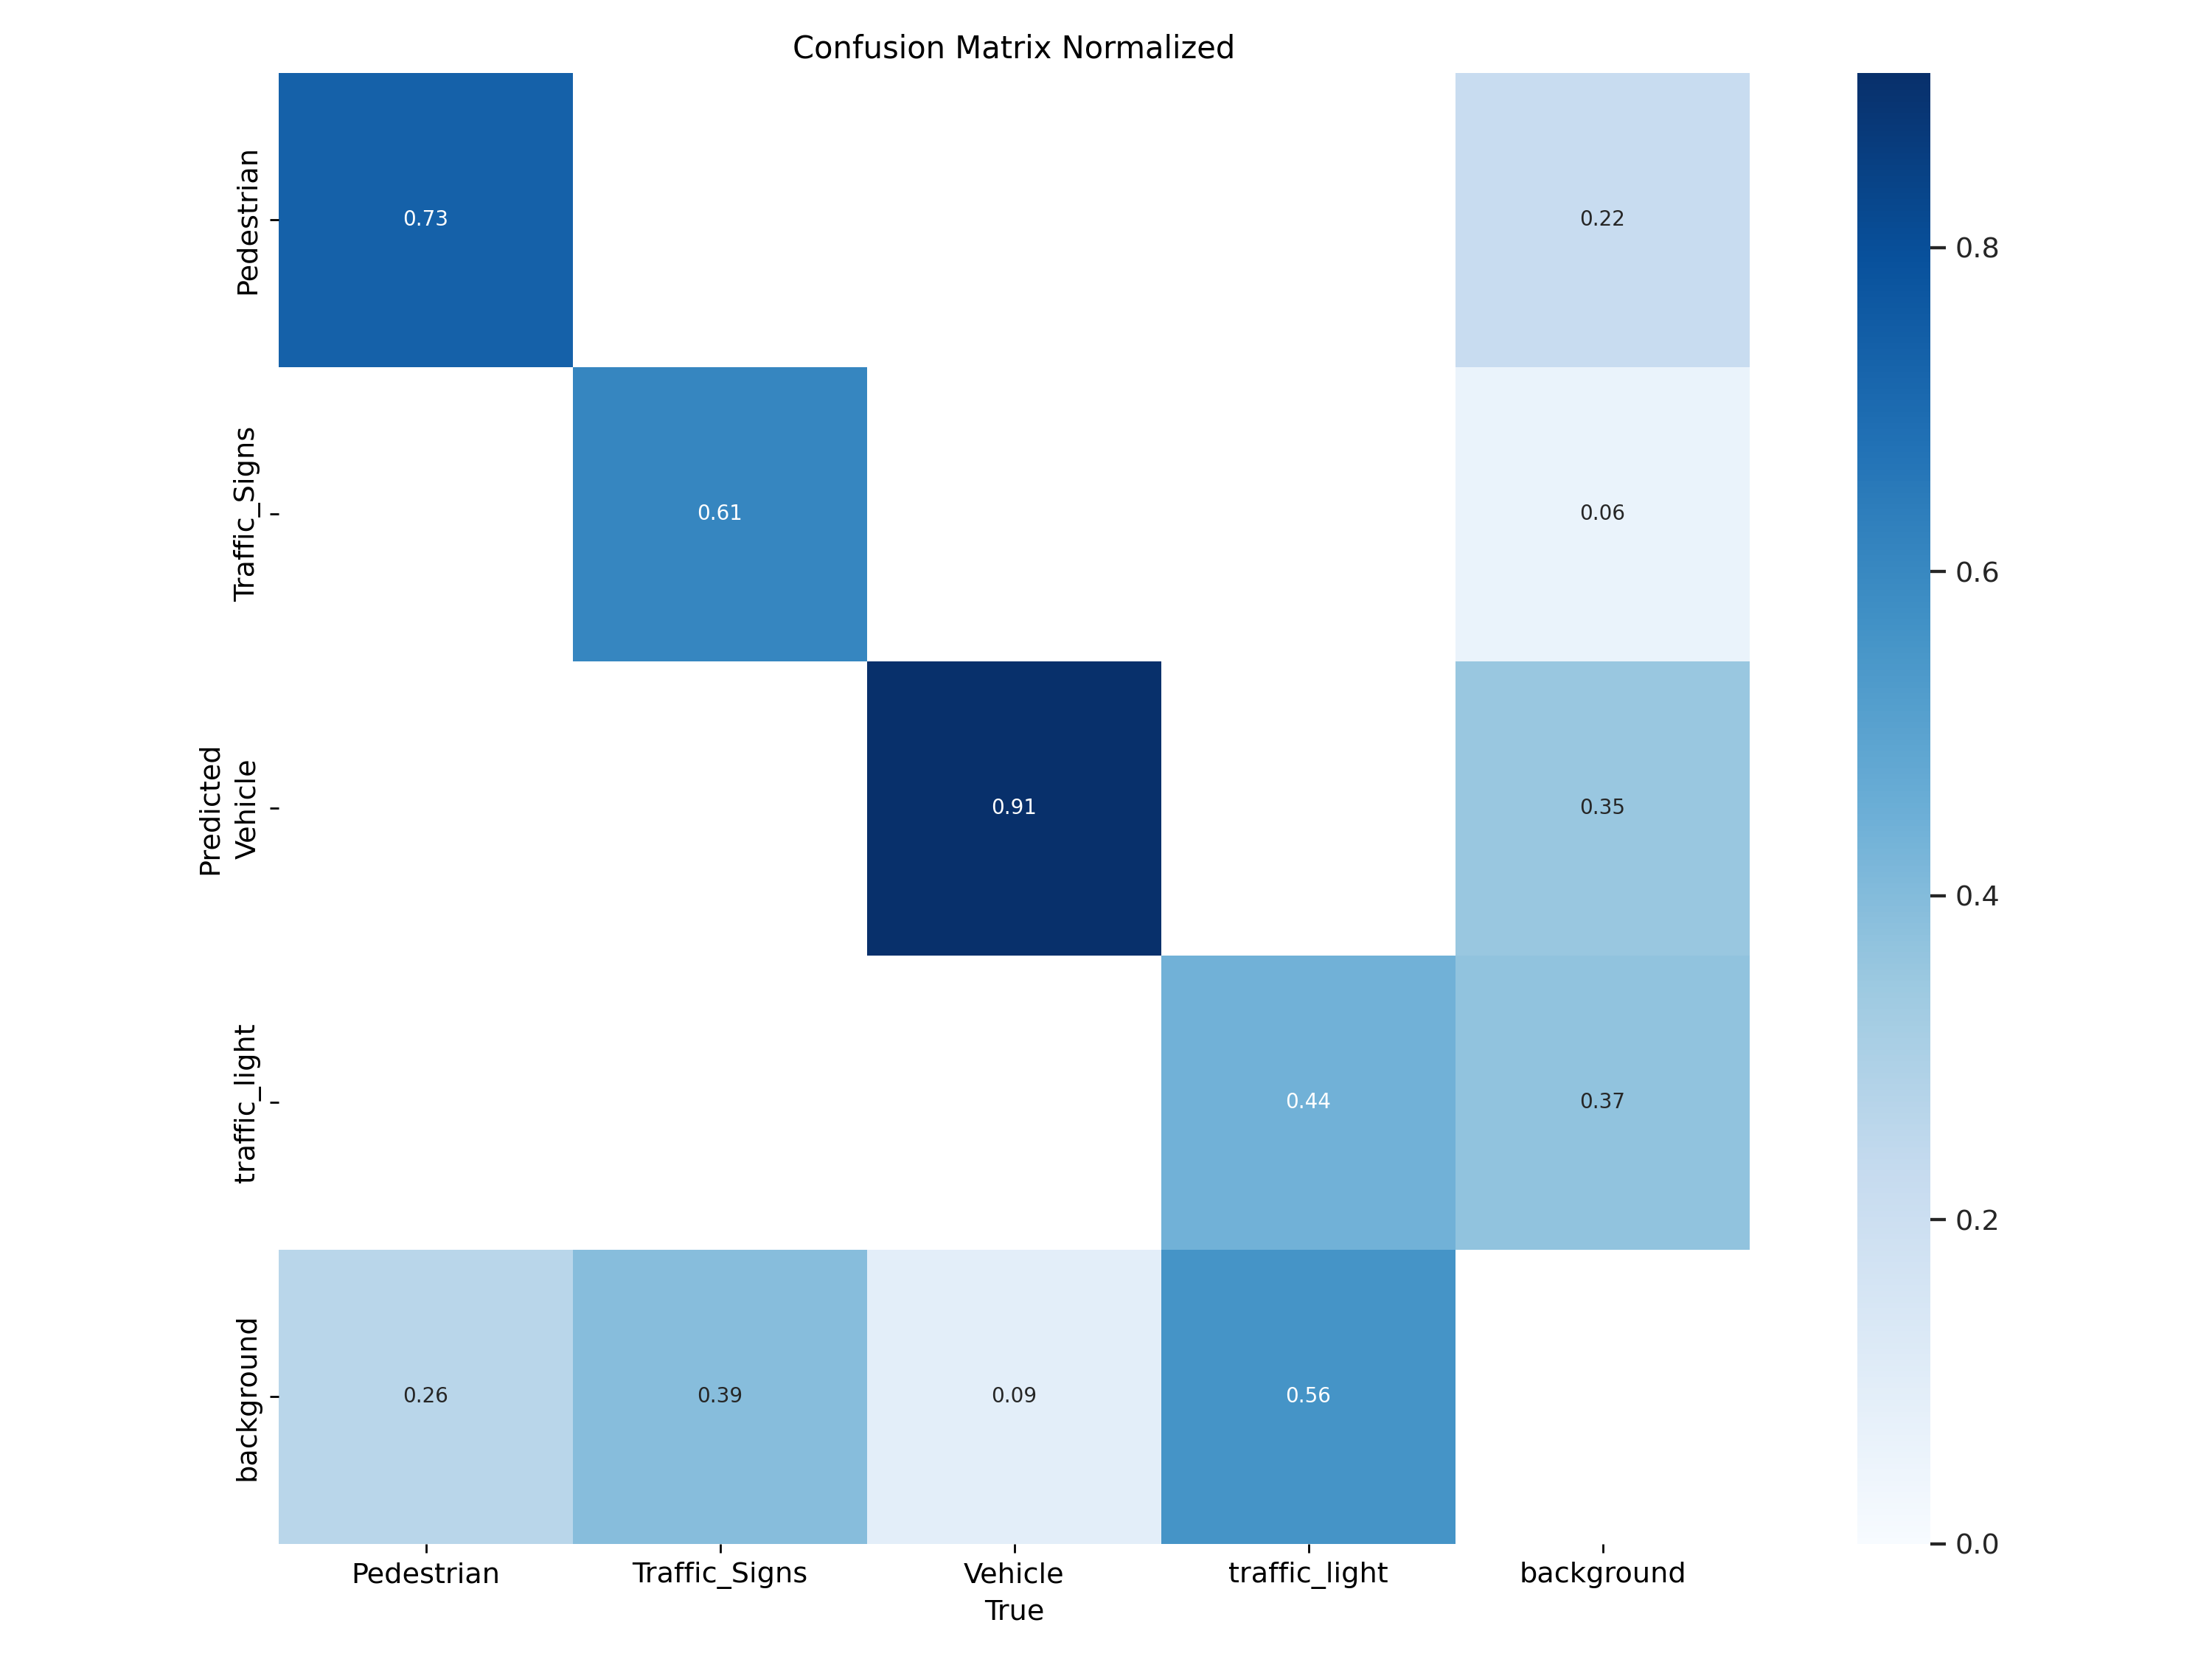 Confusion Matrix Normalized
Pedestrian
0.73
0.22
0.8
Traffic_Signs
0.61
0.06
0.6
Predicted
Vehicle
0.91
0.35
0.4
traffic_light
0.44
0.37
0.2
background
0.26
0.39
0.09
0.56
0.0
Pedestrian
Traffic_Signs
Vehicle
traffic_light
background
True